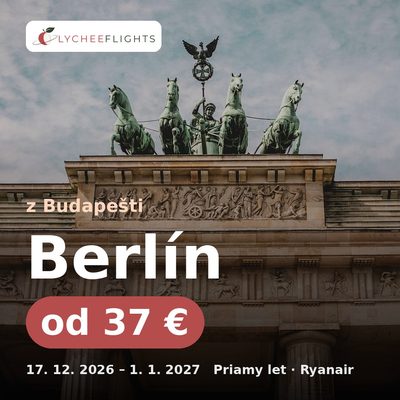 LYCHEEFLIGHTS
z Budapešti
Berlín
od 37 €
17. 12. 2026 – 1. 1. 2027 Priamy let · Ryanair